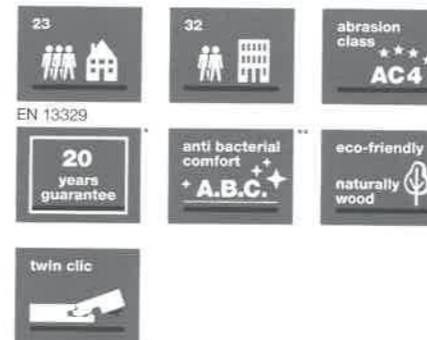 23
32
abrasion
class
AC4
EN 13329
20
years
guarantee
*
anti bacterial
comfort
A.B.C.
**
eco-friendly
naturally
wood
twin clic